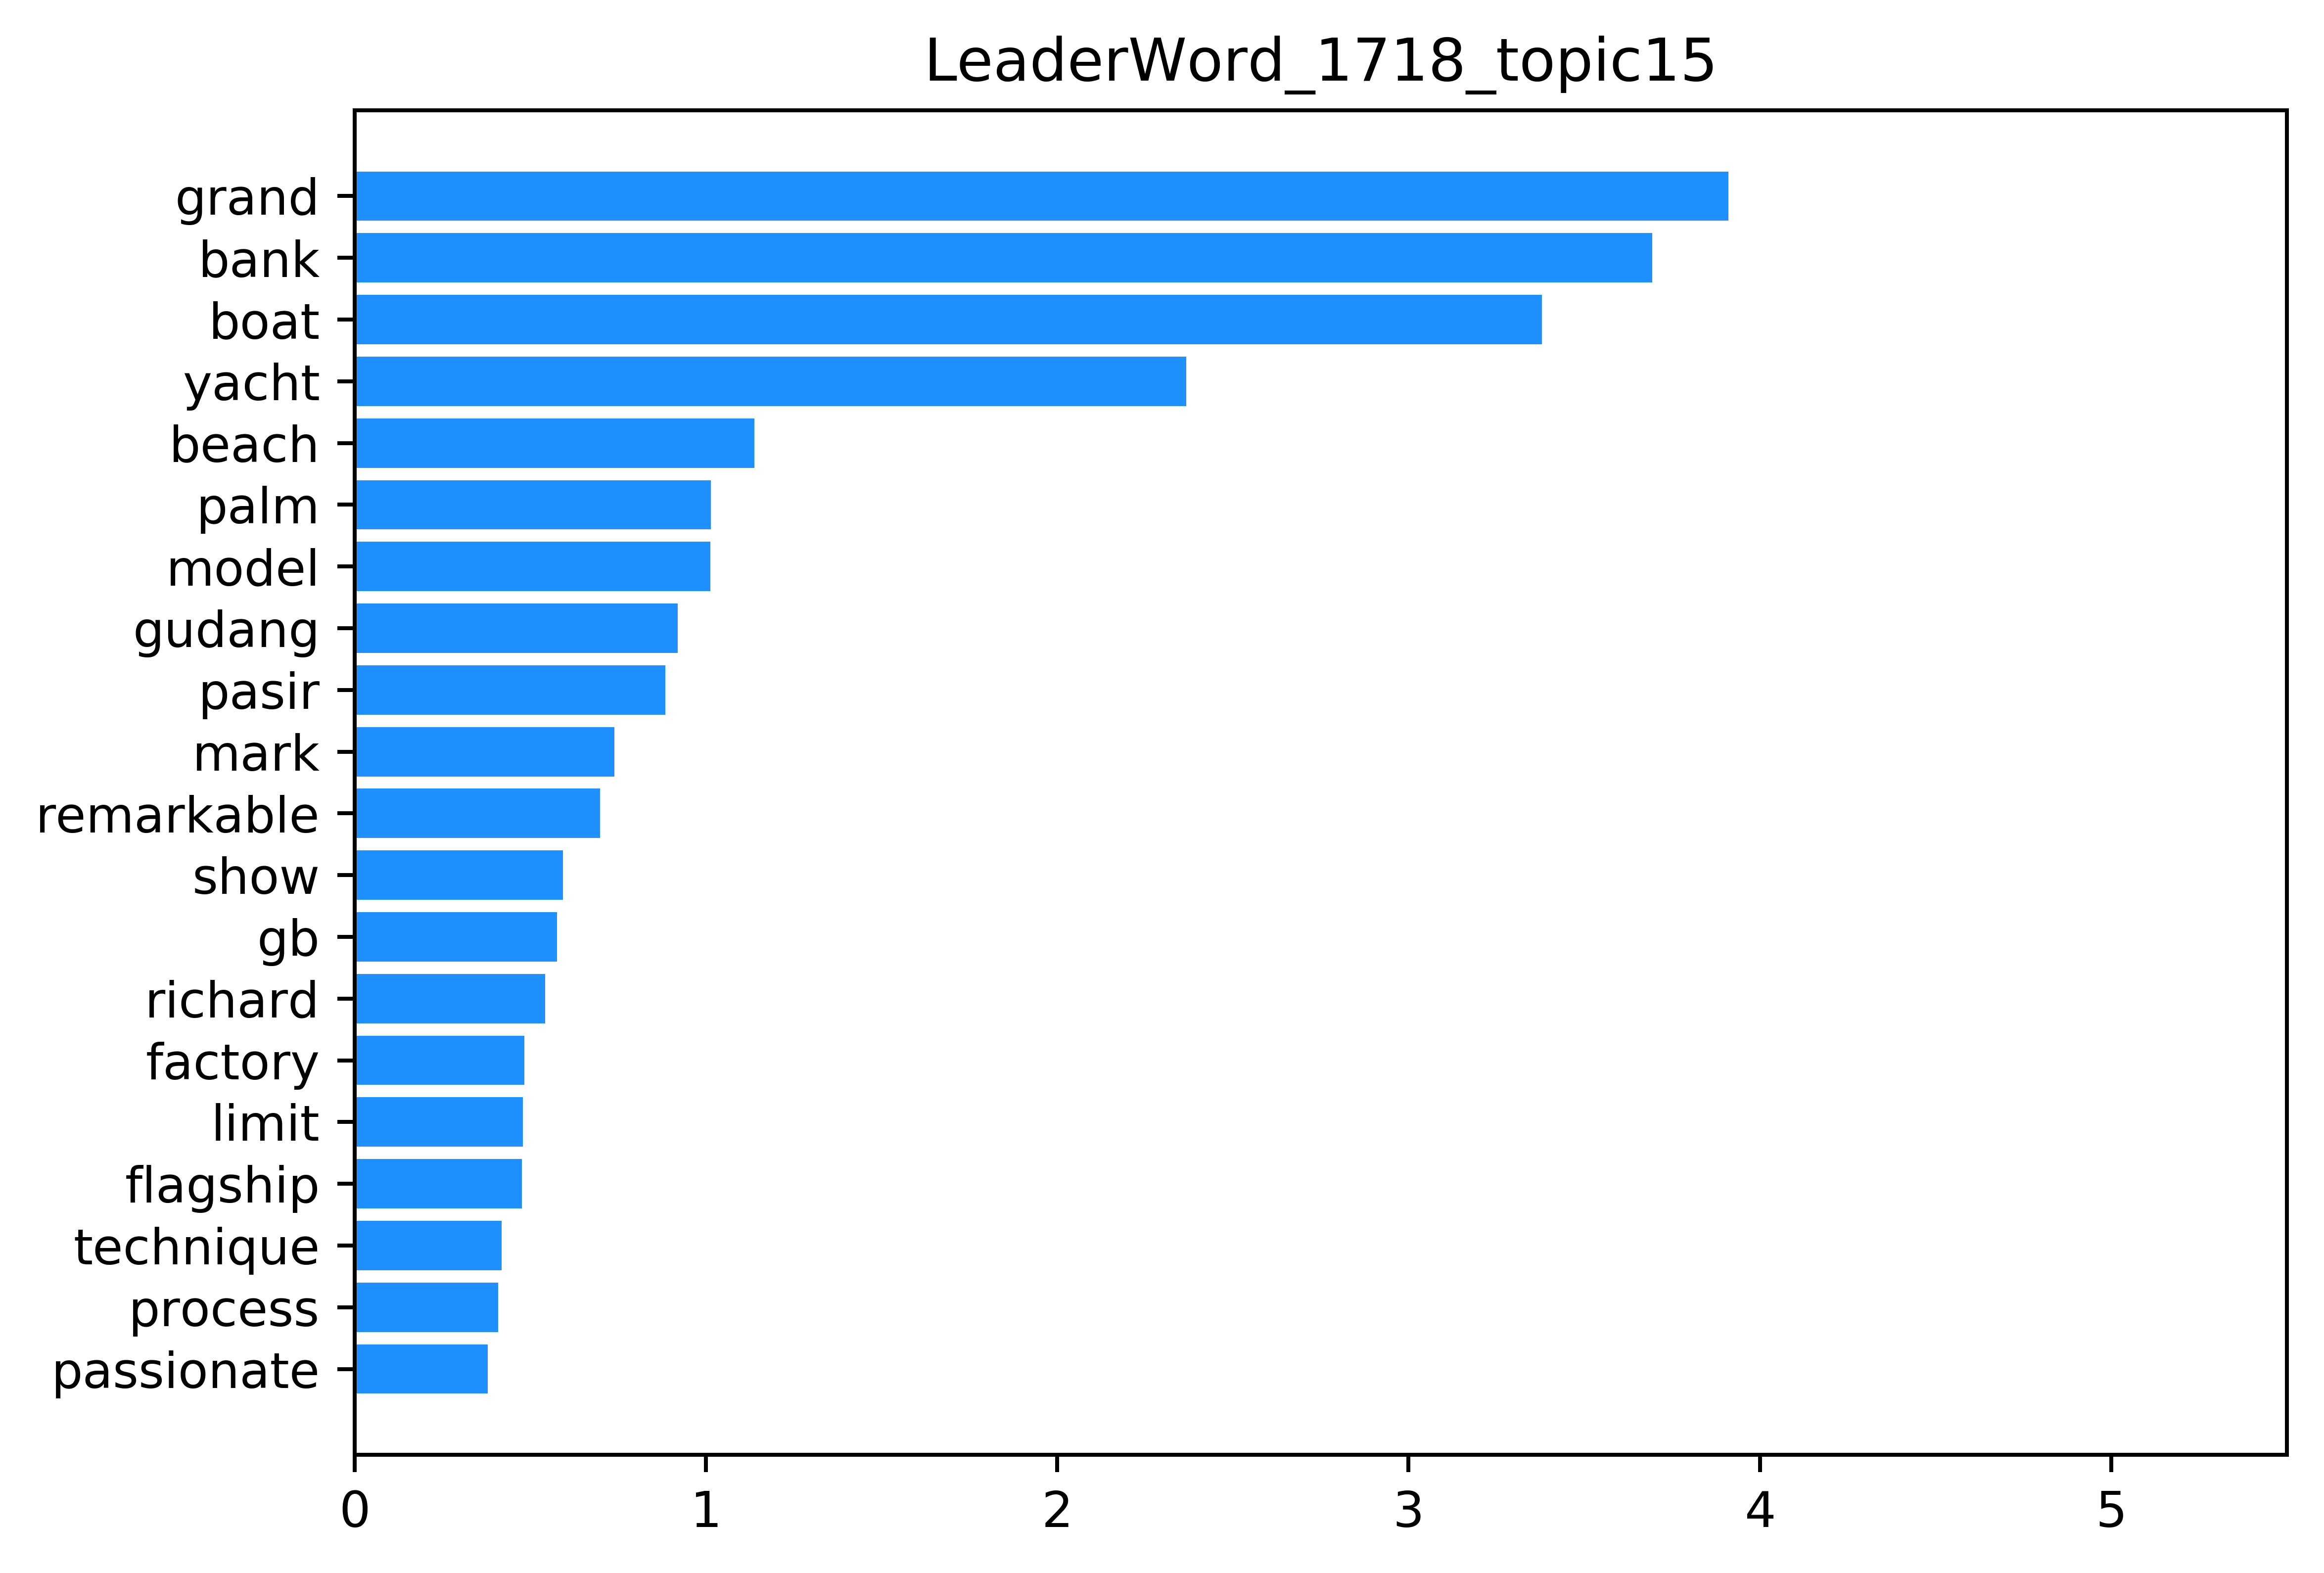 LeaderWord_1718_topic15
grand
bank
boat
yacht
beach
palm
model
gudang
pasir
mark
remarkable
show
gb
richard
factory
limit
flagship
technique
process
passionate
0 1 2 3 4 5